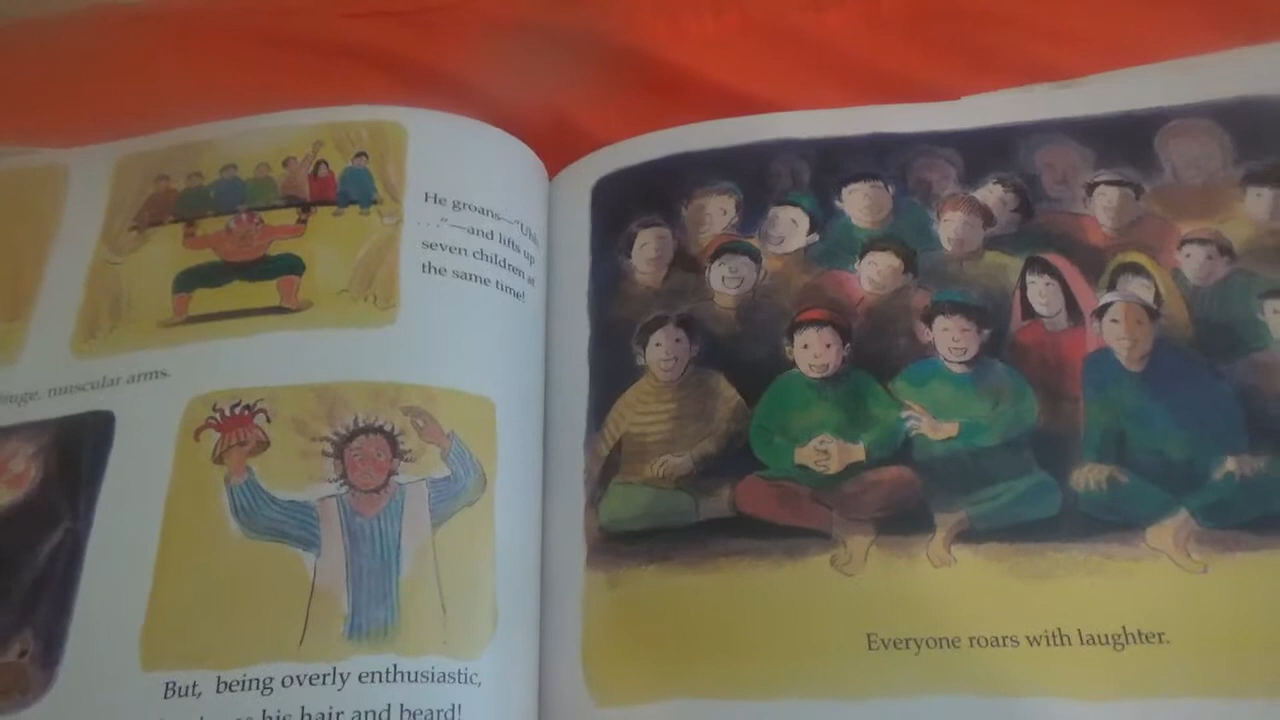 He groans—"Uhh
. . ."—and lifts up
seven children at
the same time!
huge, muscular arms.
But, being overly enthusiastic,
his hair and beard!
Everyone roars with laughter.